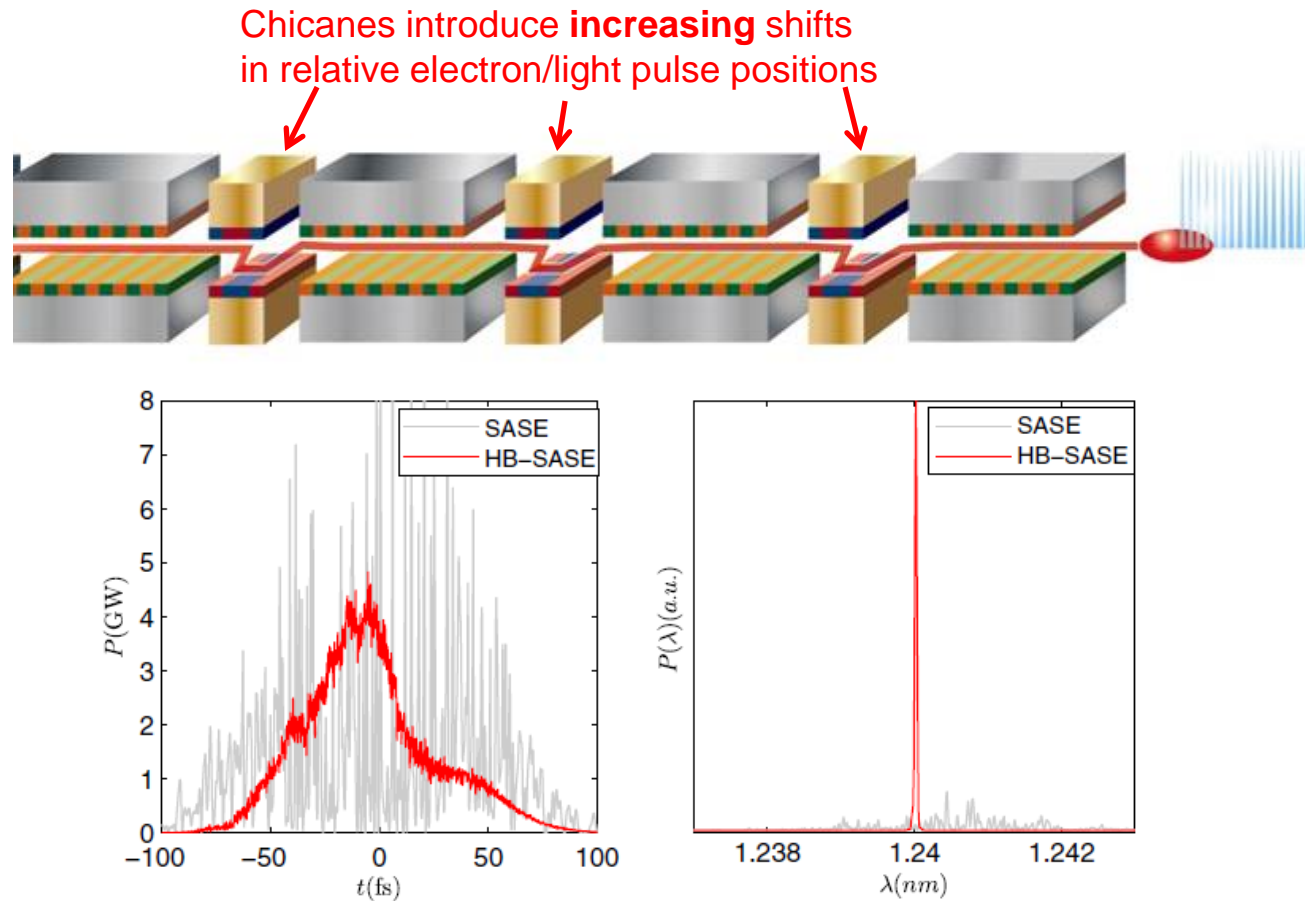 Chicanes introduce increasing shifts
in relative electron/light pulse positions
8
7
6
5
4
3
2
1
0
P(GW)
SASE
HB−SASE
−100
−50
0
50
100
t(fs)
P(λ)(a.u.)
SASE
HB−SASE
1.238
1.24
1.242
λ(nm)